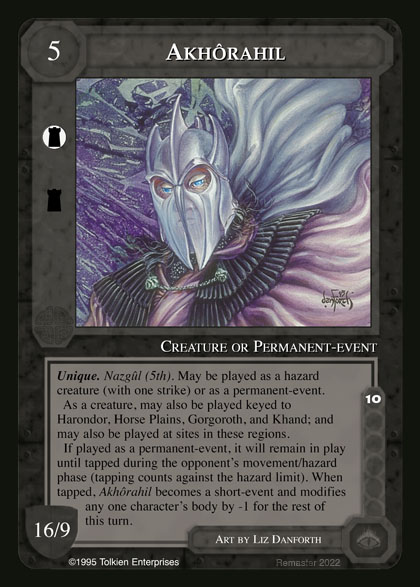 5
AKHÔRAHIL
danforth
CREATURE OR PERMANENT-EVENT
Unique. Nazgûl (5th). May be played as a hazard
creature (with one strike) or as a permanent-event.
As a creature, may also be played keyed to
Harondor, Horse Plains, Gorgoroth, and Khand; and
may also be played at sites in these regions.
If played as a permanent-event, it will remain in play
until tapped during the opponent's movement/hazard
phase (tapping counts against the hazard limit). When
tapped, Akhôrahil becomes a short-event and modifies
any one character's body by -1 for the rest of
this turn.
10
16/9
ART BY LIZ DANFORTH
©1995 Tolkien Enterprises
Remaster 2022